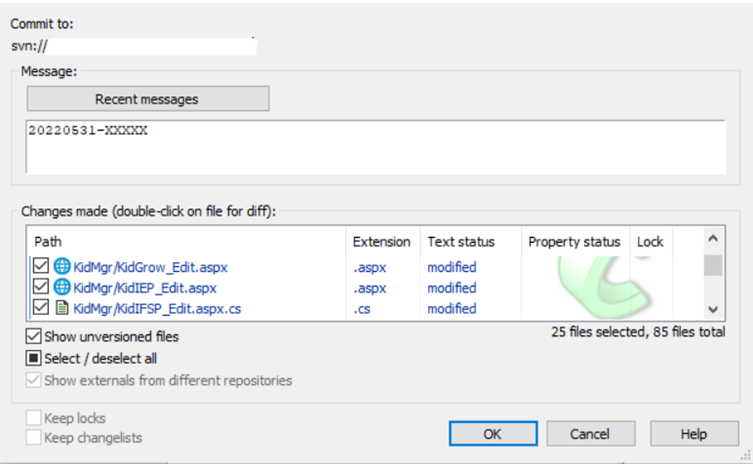 Commit to:
svn://
Message:
Recent messages
20220531-XXXXX
Changes made (double-click on file for diff):
Path Extension Text status Property status Lock
KidMgr/KidGrow_Edit.aspx .aspx modified
KidMgr/KidIEP_Edit.aspx .aspx modified
KidMgr/KidIFSP_Edit.aspx.cs .cs modified
Show unversioned files
25 files selected, 85 files total
Select / deselect all
Show externals from different repositories
Keep locks
Keep changelists
OK Cancel Help